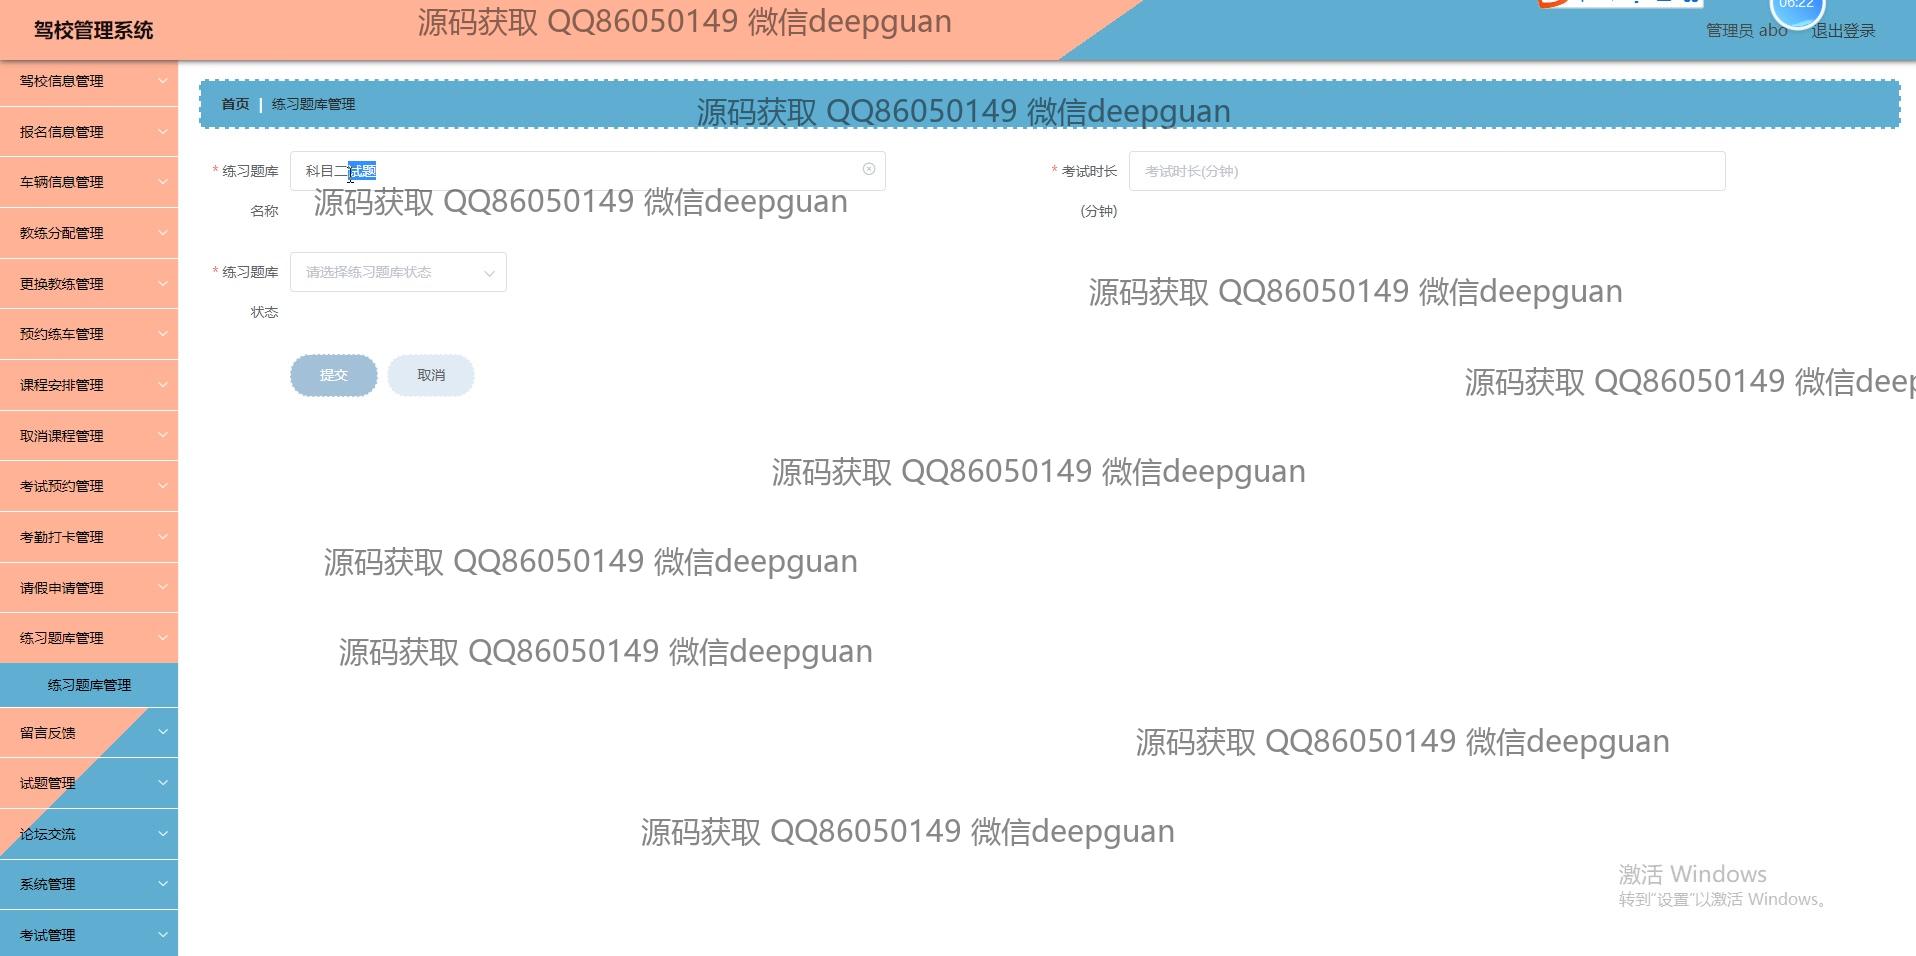 驾校管理系统
源码获取 QQ86050149 微信deepguan
06:22
管理员 abo
退出登录
驾校信息管理
报名信息管理
车辆信息管理
教练分配管理
更换教练管理
预约练车管理
课程安排管理
取消课程管理
考试预约管理
考勤打卡管理
请假申请管理
练习题库管理
练习题库管理
留言反馈
试题管理
论坛交流
系统管理
考试管理
首页 | 练习题库管理
源码获取 QQ86050149 微信deepguan
* 练习题库名称
科目二试题
* 考试时长(分钟)
考试时长(分钟)
源码获取 QQ86050149 微信deepguan
* 练习题库状态
请选择练习题库状态
源码获取 QQ86050149 微信deepguan
提交
取消
源码获取 QQ86050149 微信deep
源码获取 QQ86050149 微信deepguan
源码获取 QQ86050149 微信deepguan
源码获取 QQ86050149 微信deepguan
源码获取 QQ86050149 微信deepguan
源码获取 QQ86050149 微信deepguan
激活 Windows
转到"设置"以激活 Windows。